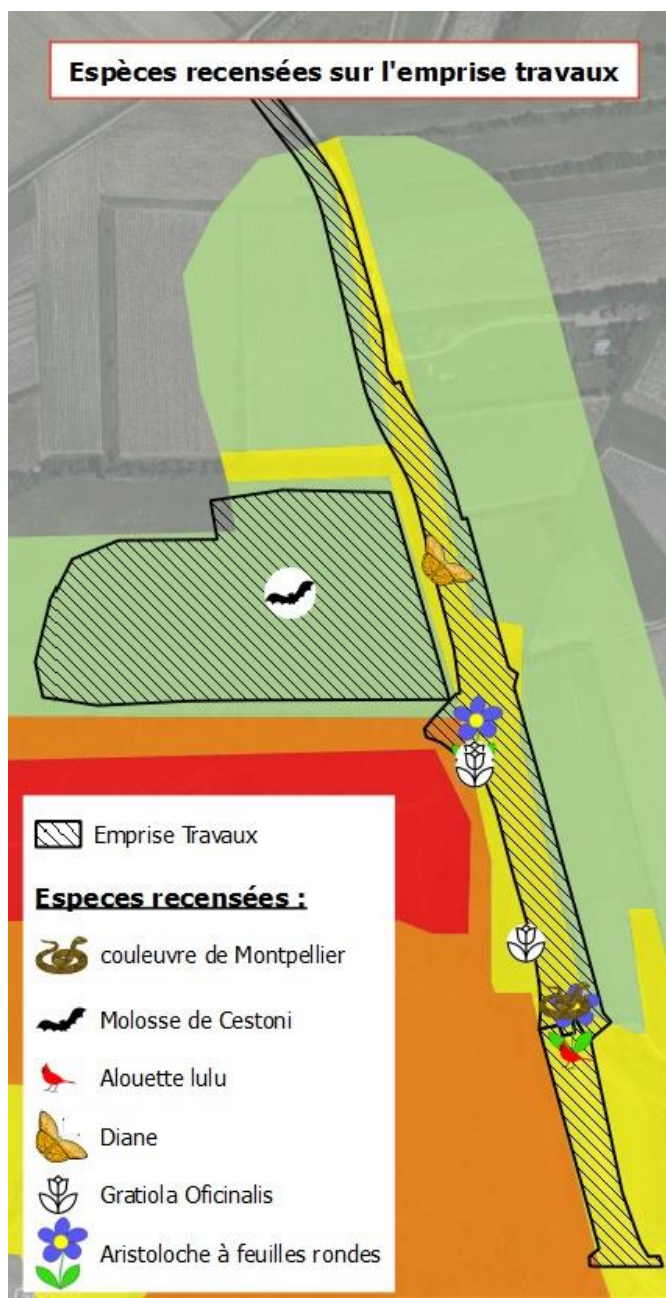 Espèces recensées sur l'emprise travaux
Emprise Travaux
Especes recensées :
couleuvre de Montpellier
Molosse de Cestoni
Alouette lulu
Diane
Gratiola Oficinalis
Aristoloche à feuilles rondes